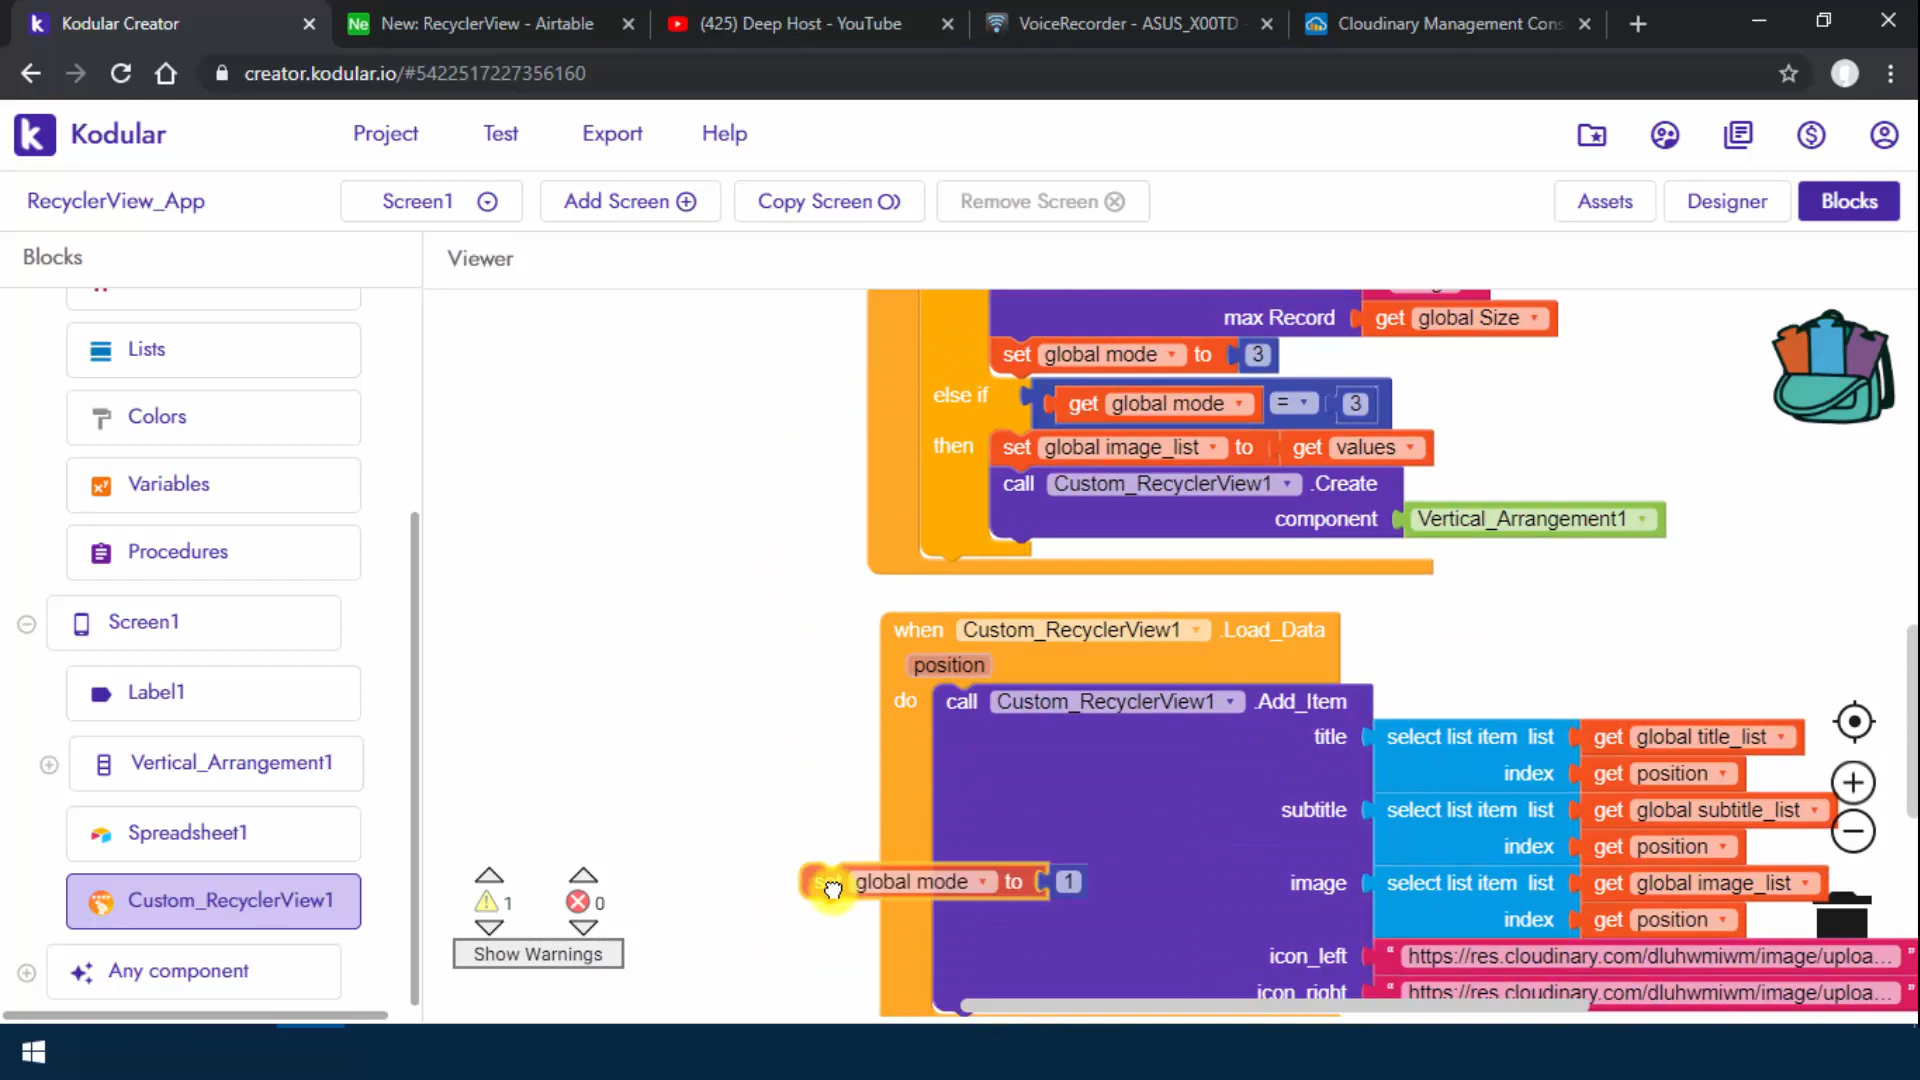 Kodular Creator
New: RecyclerView - Airtable
(425) Deep Host - YouTube
VoiceRecorder - ASUS_X00TD
Cloudinary Management Cons
creator.kodular.io/#5422517227356160
Kodular
Project
Test
Export
Help
RecyclerView_App
Screen1
Add Screen
Copy Screen
Remove Screen
Assets
Designer
Blocks
Blocks
Viewer
Lists
Colors
Variables
Procedures
Screen1
Label1
Vertical_Arrangement1
Spreadsheet1
Custom_RecyclerView1
Any component
max Record get global Size
set global mode to 3
else if get global mode = 3
then set global image_list to get values
call Custom_RecyclerView1 .Create
component Vertical_Arrangement1
when Custom_RecyclerView1 .Load_Data
position
do call Custom_RecyclerView1 .Add_Item
title select list item list get global title_list
index get position
subtitle select list item list get global subtitle_list
index get position
global mode to 1
image select list item list get global image_list
index get position
icon_left " https://res.cloudinary.com/dluhwmiwm/image/uploa... "
icon_right " https://res.cloudinary.com/dluhwmiwm/image/uploa... "
1
0
Show Warnings